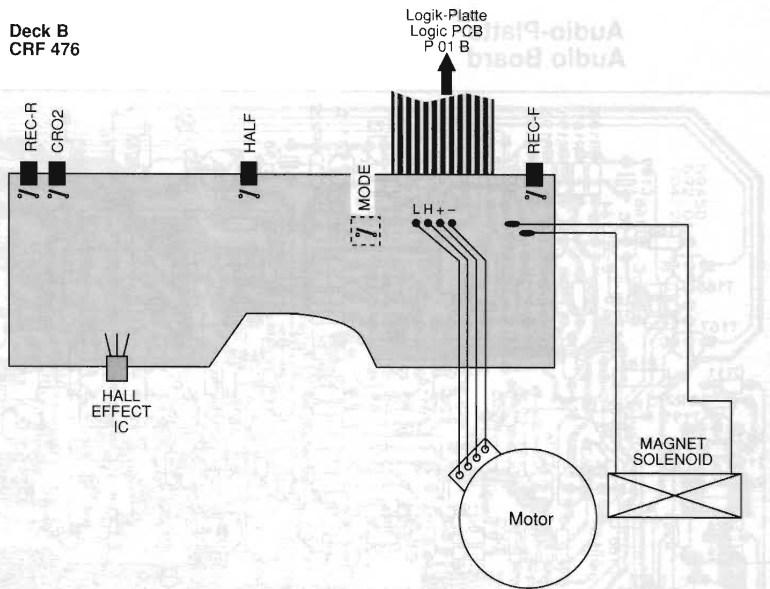 Deck B
CRF 476
Logik-Platte
Logic PCB
P 01 B
Audio-Platte
Audio Board
REC-R
CRO2
HALF
MODE
REC-F
L H + −
HALL
EFFECT
IC
MAGNET
SOLENOID
Motor